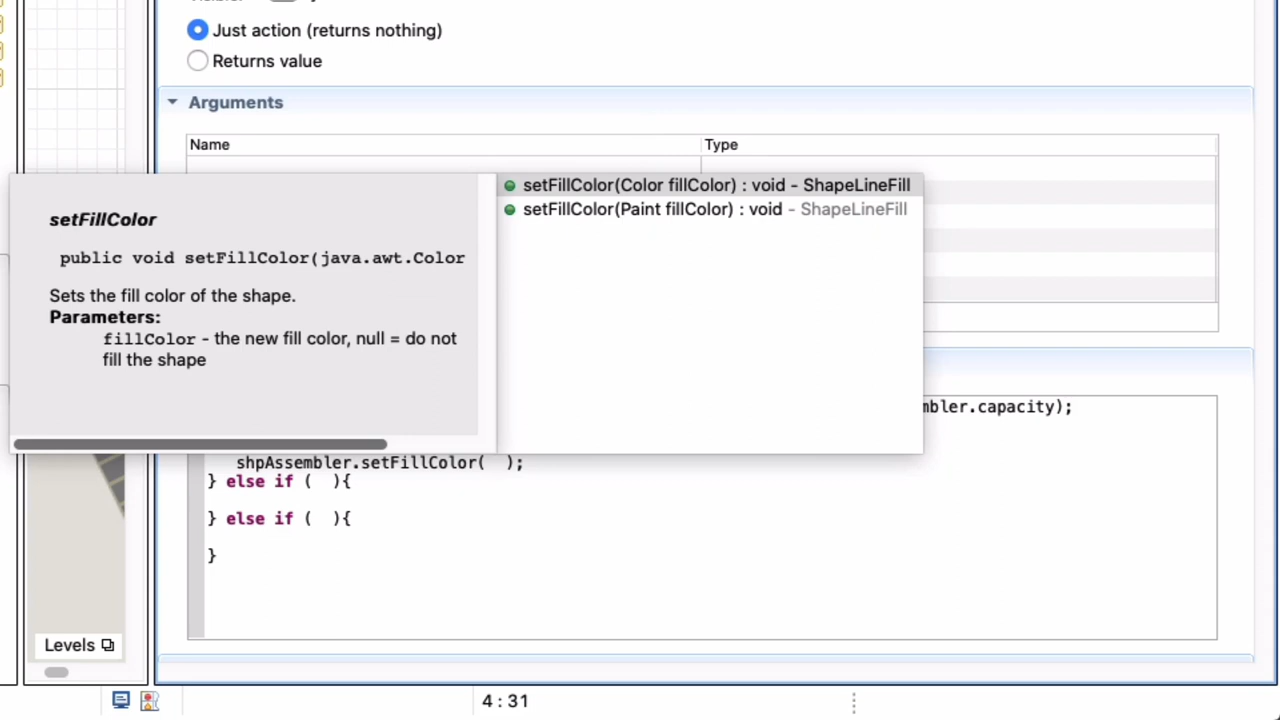 Just action (returns nothing)
Returns value
Arguments
Name Type
setFillColor(Color fillColor) : void - ShapeLineFill
setFillColor(Paint fillColor) : void - ShapeLineFill
setFillColor
public void setFillColor(java.awt.Color
Sets the fill color of the shape.
Parameters:
fillColor - the new fill color, null = do not
fill the shape
mbler.capacity);
shpAssembler.setFillColor(  );
} else if (  ){
} else if (  ){
}
Levels
4 : 31